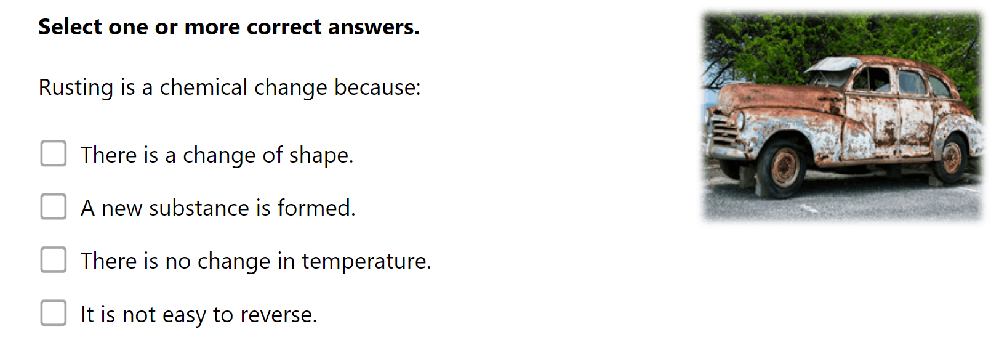 Select one or more correct answers.
Rusting is a chemical change because:
There is a change of shape.
A new substance is formed.
There is no change in temperature.
It is not easy to reverse.